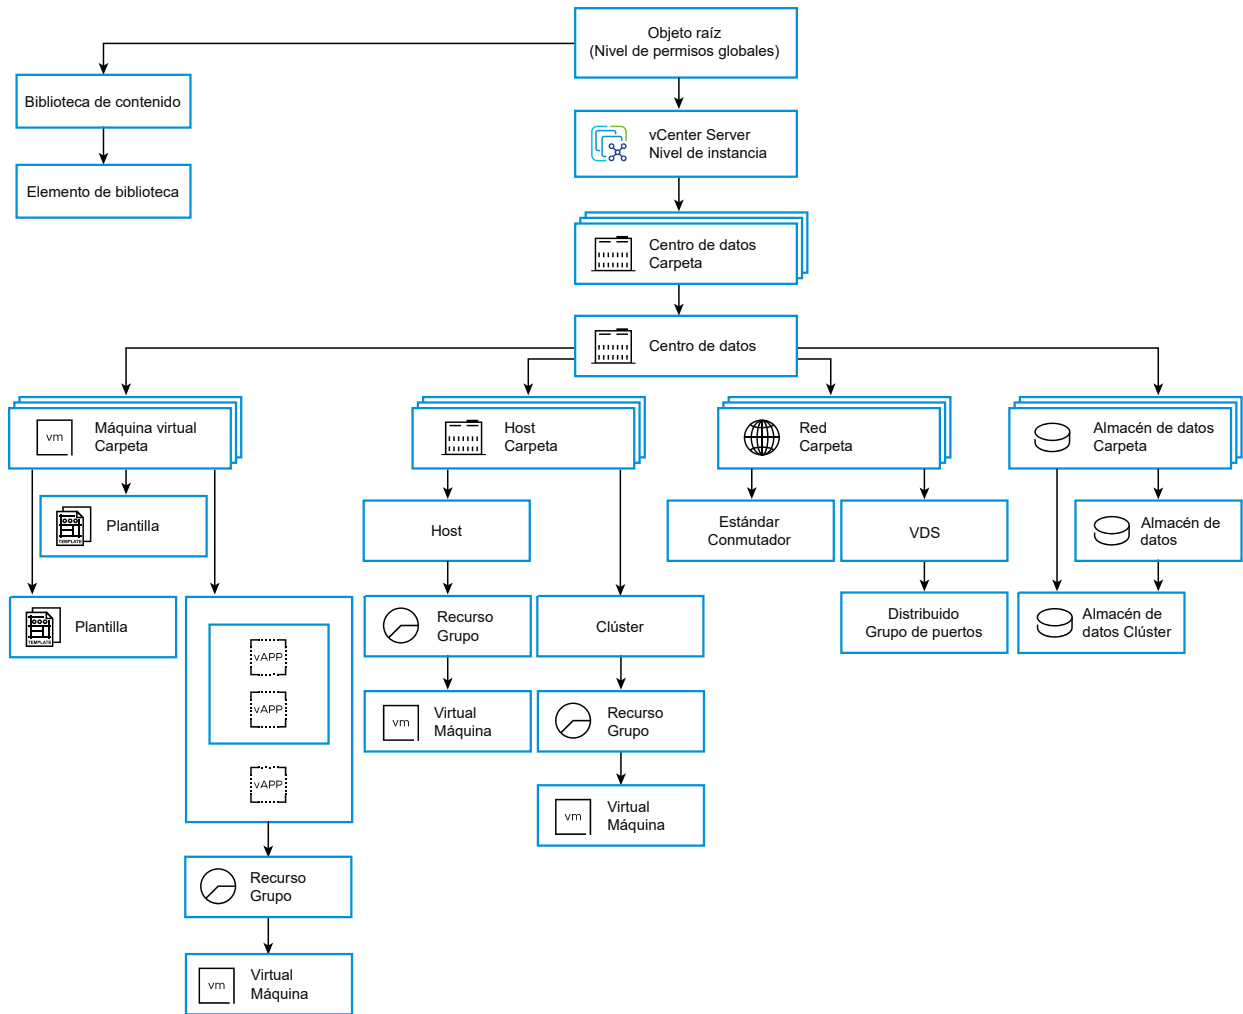 Objeto raíz
(Nivel de permisos globales)
Biblioteca de contenido
vCenter Server
Nivel de instancia
Elemento de biblioteca
Centro de datos
Carpeta
Centro de datos
vm
Máquina virtual
Carpeta
Host
Carpeta
Red
Carpeta
Almacén de datos
Carpeta
TEMPLATE
Plantilla
Host
Estándar
Conmutador
VDS
Almacén de
datos
TEMPLATE
Plantilla
vAPP
vAPP
vAPP
Recurso
Grupo
Clúster
Distribuido
Grupo de puertos
Almacén de
datos Clúster
vm
Virtual
Máquina
Recurso
Grupo
vm
Virtual
Máquina
Recurso
Grupo
vm
Virtual
Máquina